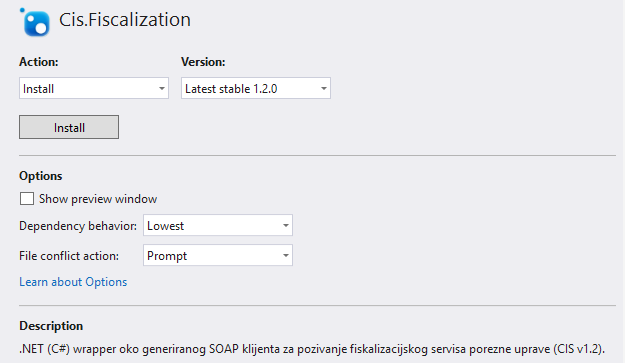 Cis.Fiscalization
Action: Version:
Install Latest stable 1.2.0
Install
Options
Show preview window
Dependency behavior: Lowest
File conflict action: Prompt
Learn about Options
Description
.NET (C#) wrapper oko generiranog SOAP klijenta za pozivanje fiskalizacijskog servisa porezne uprave (CIS v1.2).